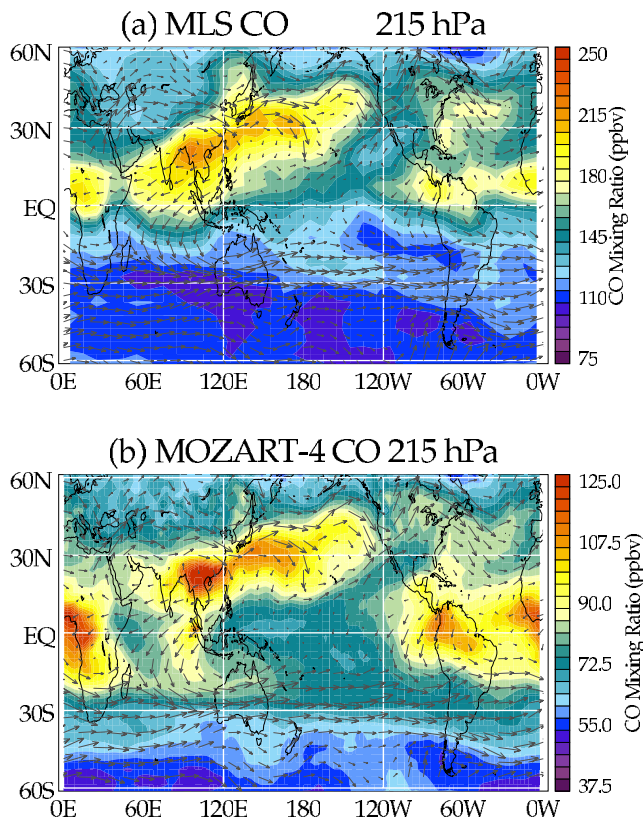 (a) MLS CO 215 hPa
60N
30N
EQ
30S
60S
0E 60E 120E 180 120W 60W 0W
250
215
180
145
110
75
CO Mixing Ratio (ppbv)
(b) MOZART-4 CO 215 hPa
60N
30N
EQ
30S
60S
0E 60E 120E 180 120W 60W 0W
125.0
107.5
90.0
72.5
55.0
37.5
CO Mixing Ratio (ppbv)